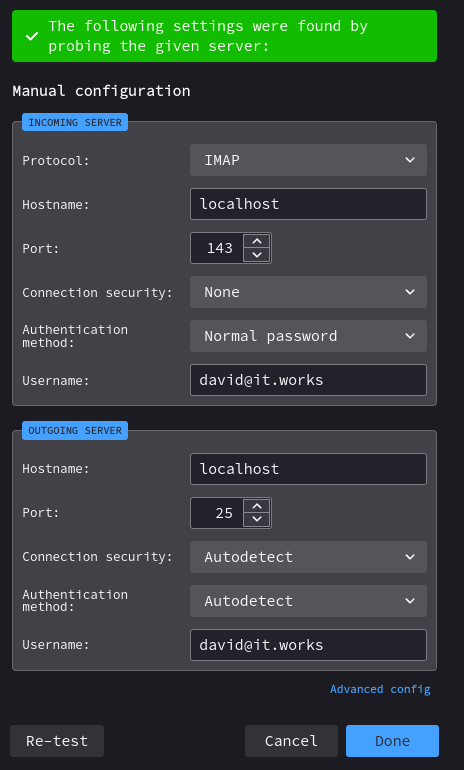 The following settings were found by
probing the given server:
Manual configuration
INCOMING SERVER
Protocol:
IMAP
Hostname:
localhost
Port:
143
Connection security:
None
Authentication
method:
Normal password
Username:
david@it.works
OUTGOING SERVER
Hostname:
localhost
Port:
25
Connection security:
Autodetect
Authentication
method:
Autodetect
Username:
david@it.works
Advanced config
Re-test
Cancel
Done